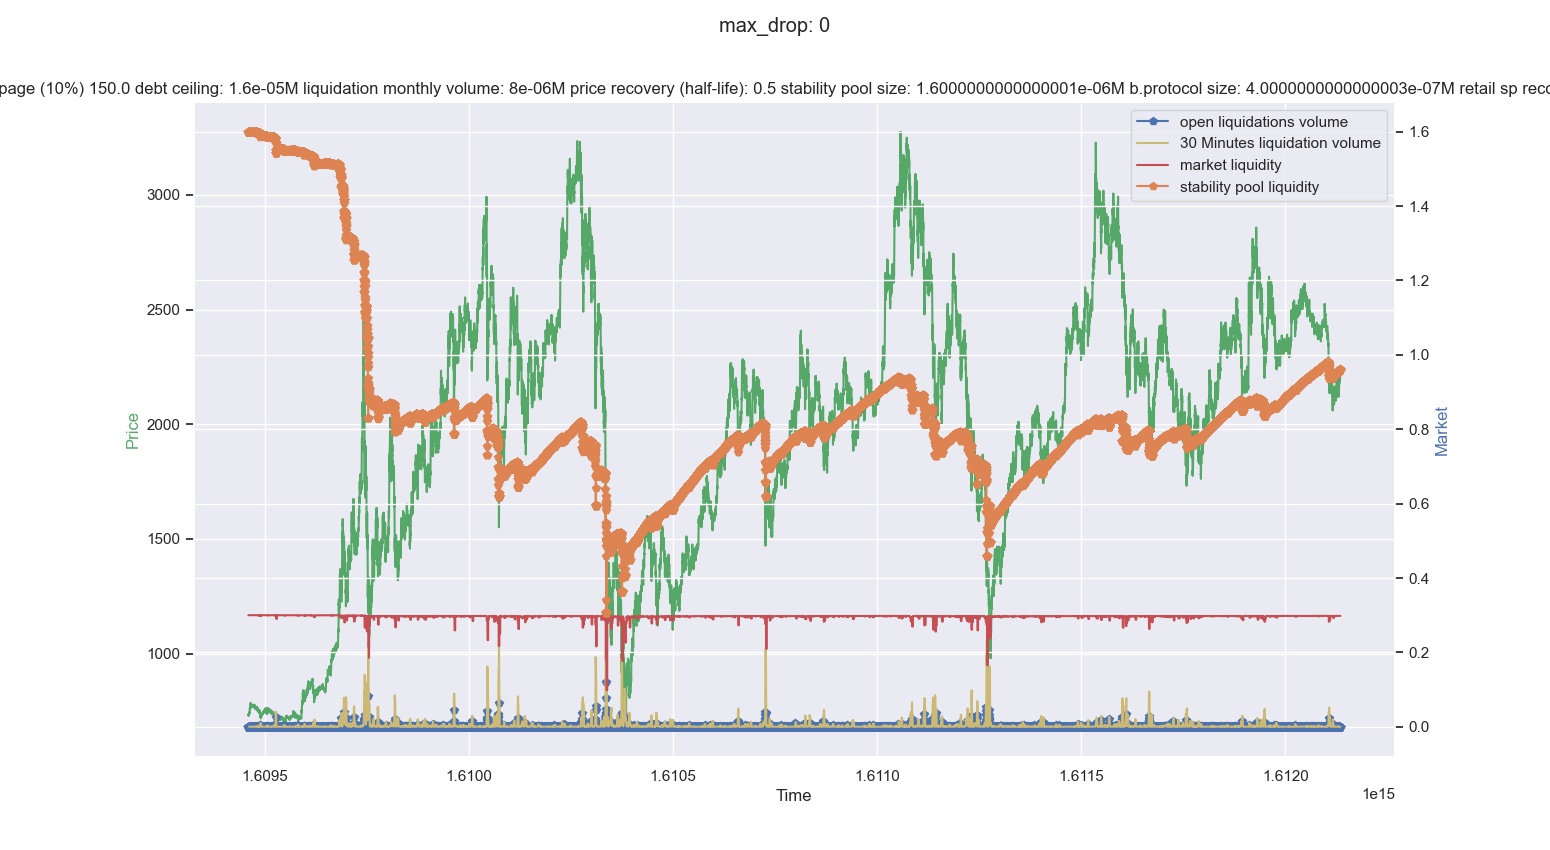 max_drop: 0
page (10%) 150.0 debt ceiling: 1.6e-05M liquidation monthly volume: 8e-06M price recovery (half-life): 0.5 stability pool size: 1.6000000000000001e-06M b.protocol size: 4.0000000000000003e-07M retail sp reco
open liquidations volume
30 Minutes liquidation volume
market liquidity
stability pool liquidity
3000
2500
2000
1500
1000
Price
1.6
1.4
1.2
1.0
0.8
0.6
0.4
0.2
0.0
Market
1.6095
1.6100
1.6105
1.6110
1.6115
1.6120
1e15
Time